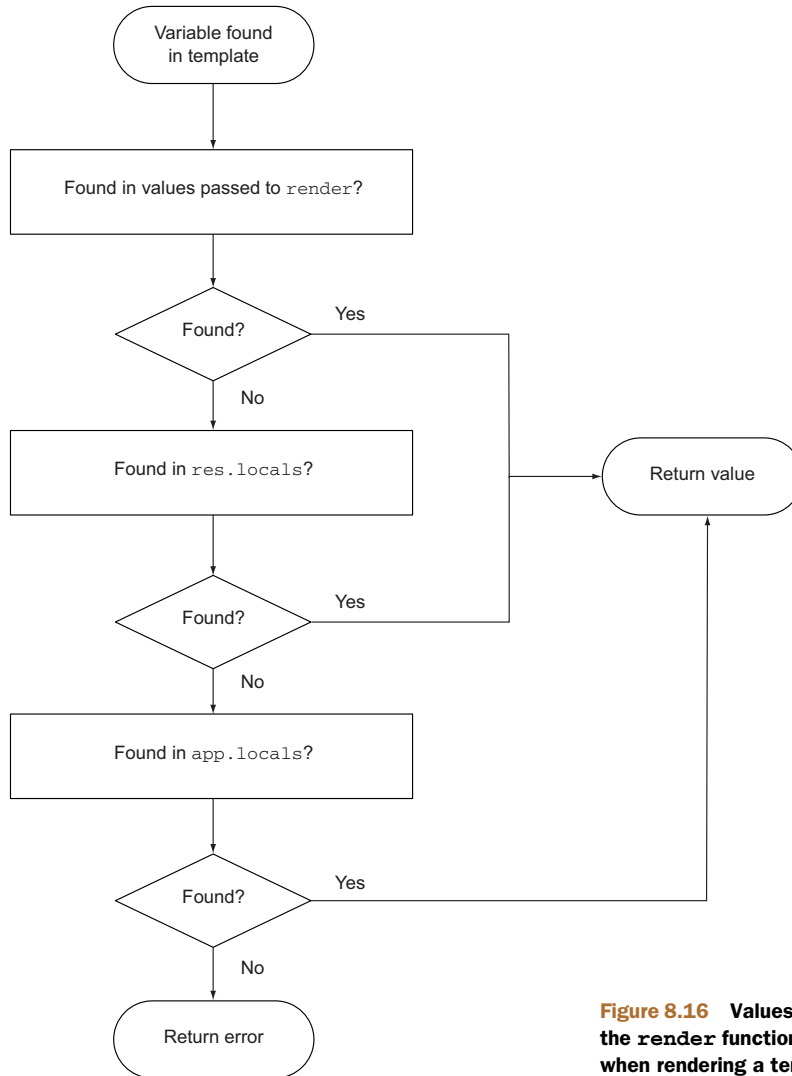 Variable found
in template
Found in values passed to render?
Found?
Yes
No
Found in res.locals?
Return value
Found?
Yes
No
Found in app.locals?
Found?
Yes
No
Return error
Figure 8.16 Values
the render function
when rendering a